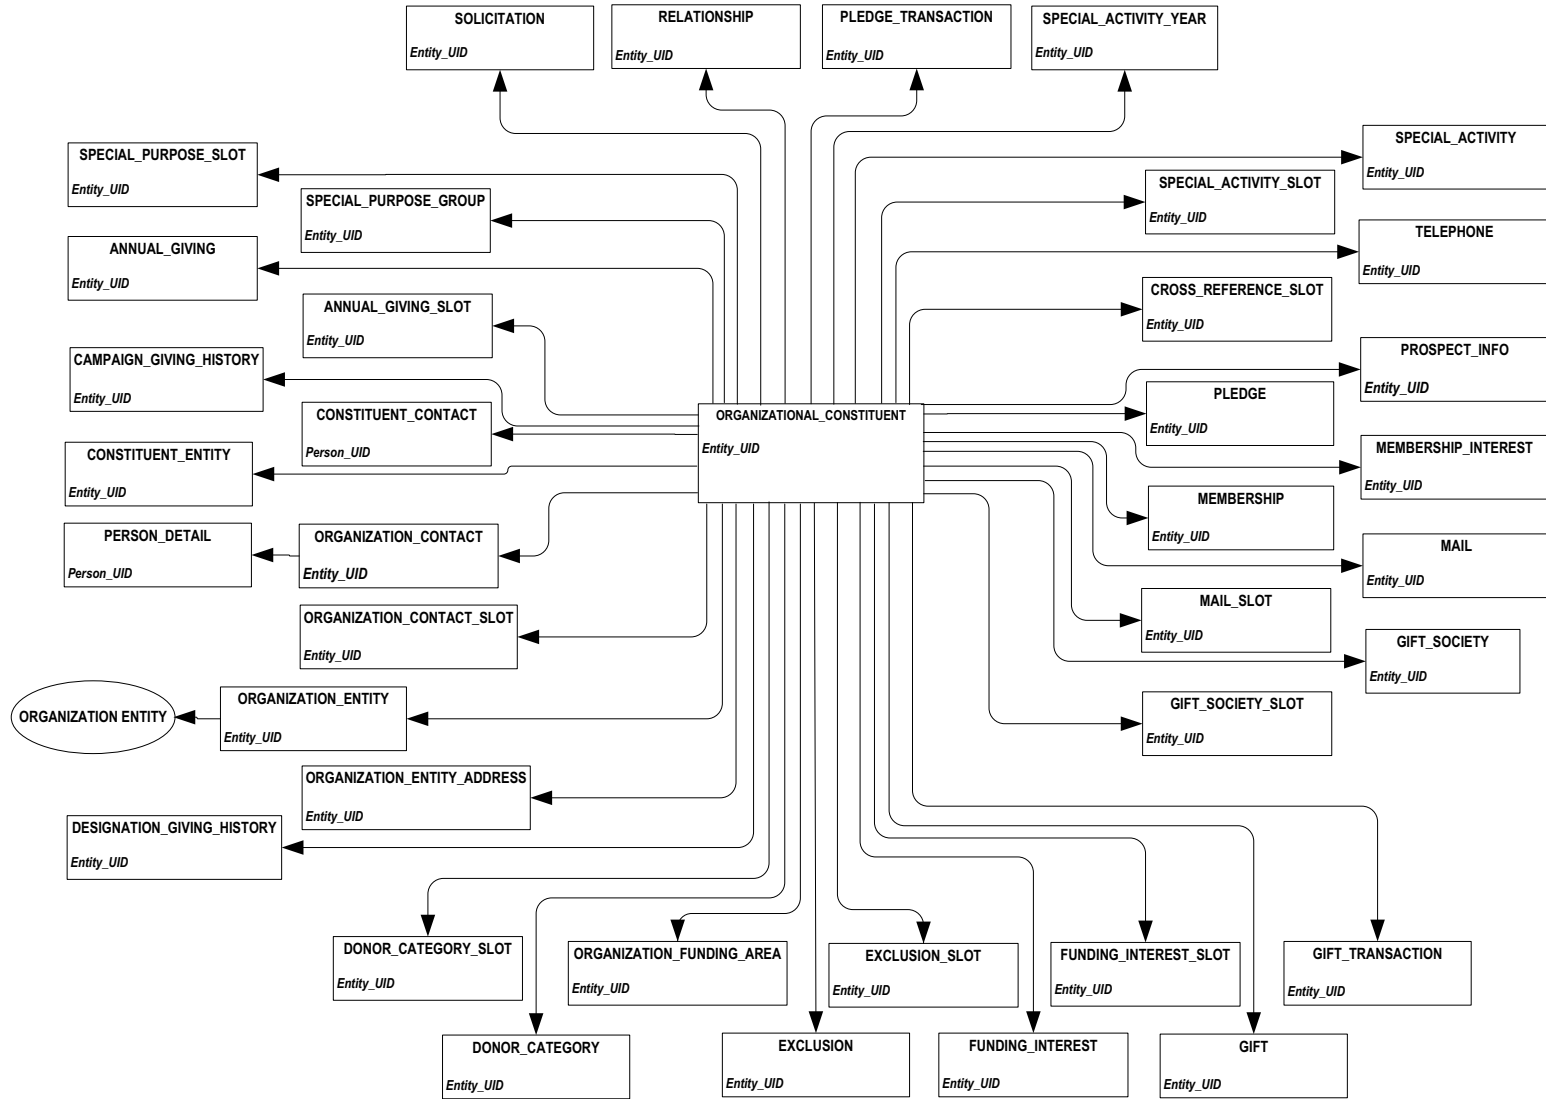 SOLICITATION
Entity_UID
RELATIONSHIP
Entity_UID
PLEDGE_TRANSACTION
Entity_UID
SPECIAL_ACTIVITY_YEAR
Entity_UID
SPECIAL_PURPOSE_SLOT
Entity_UID
SPECIAL_PURPOSE_GROUP
Entity_UID
ANNUAL_GIVING
Entity_UID
ANNUAL_GIVING_SLOT
Entity_UID
CAMPAIGN_GIVING_HISTORY
Entity_UID
CONSTITUENT_CONTACT
Person_UID
CONSTITUENT_ENTITY
Entity_UID
PERSON_DETAIL
Person_UID
ORGANIZATION_CONTACT
Entity_UID
ORGANIZATION_CONTACT_SLOT
Entity_UID
ORGANIZATION ENTITY
ORGANIZATION_ENTITY
Entity_UID
ORGANIZATION_ENTITY_ADDRESS
Entity_UID
DESIGNATION_GIVING_HISTORY
Entity_UID
ORGANIZATIONAL_CONSTITUENT
Entity_UID
SPECIAL_ACTIVITY
Entity_UID
SPECIAL_ACTIVITY_SLOT
Entity_UID
TELEPHONE
Entity_UID
CROSS_REFERENCE_SLOT
Entity_UID
PROSPECT_INFO
Entity_UID
PLEDGE
Entity_UID
MEMBERSHIP_INTEREST
Entity_UID
MEMBERSHIP
Entity_UID
MAIL
Entity_UID
MAIL_SLOT
Entity_UID
GIFT_SOCIETY
Entity_UID
GIFT_SOCIETY_SLOT
Entity_UID
DONOR_CATEGORY_SLOT
Entity_UID
ORGANIZATION_FUNDING_AREA
Entity_UID
EXCLUSION_SLOT
Entity_UID
FUNDING_INTEREST_SLOT
Entity_UID
GIFT_TRANSACTION
Entity_UID
DONOR_CATEGORY
Entity_UID
EXCLUSION
Entity_UID
FUNDING_INTEREST
Entity_UID
GIFT
Entity_UID